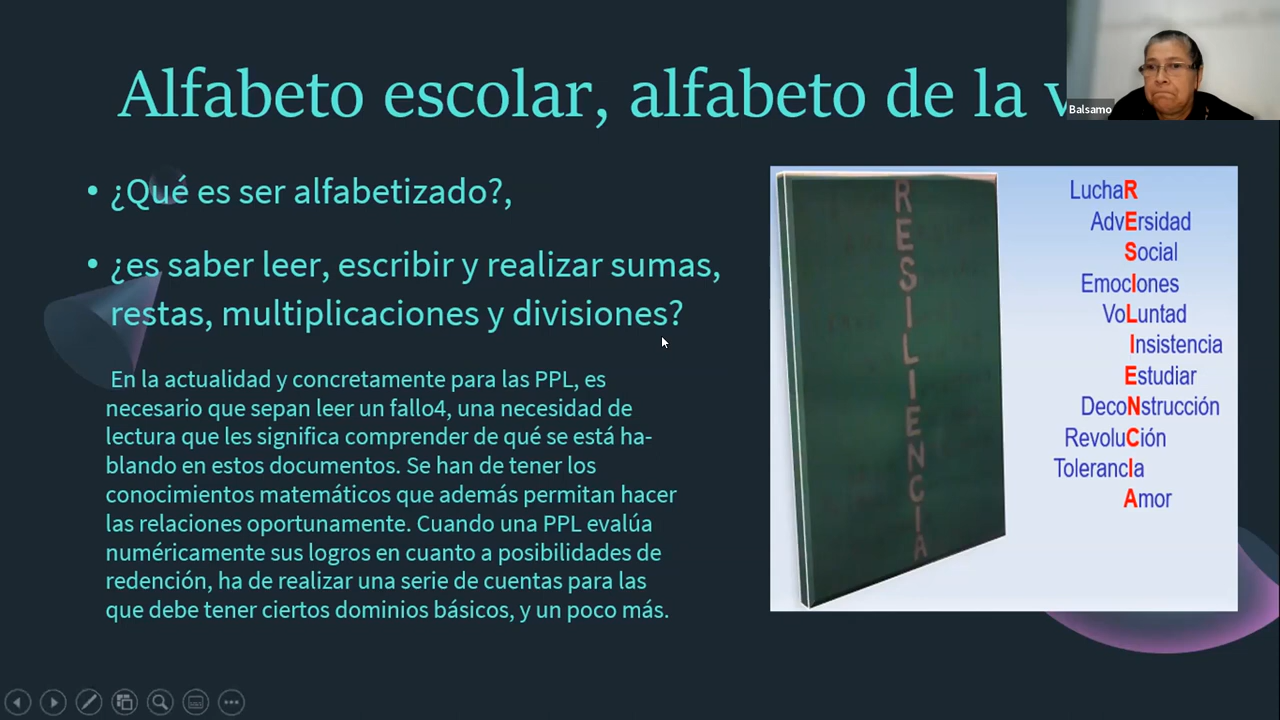 Alfabeto escolar, alfabeto de la v
Balsamo
• ¿Qué es ser alfabetizado?,
• ¿es saber leer, escribir y realizar sumas,
restas, multiplicaciones y divisiones?
En la actualidad y concretamente para las PPL, es
necesario que sepan leer un fallo4, una necesidad de
lectura que les significa comprender de qué se está ha-
blando en estos documentos. Se han de tener los
conocimientos matemáticos que además permitan hacer
las relaciones oportunamente. Cuando una PPL evalúa
numéricamente sus logros en cuanto a posibilidades de
redención, ha de realizar una serie de cuentas para las
que debe tener ciertos dominios básicos, y un poco más.
RESILIENCIA
LuchaR
AdvErsidad
Social
EmocIones
VoLuntad
Insistencia
Estudiar
DecoNstrucción
RevoluCión
TolerancIa
Amor